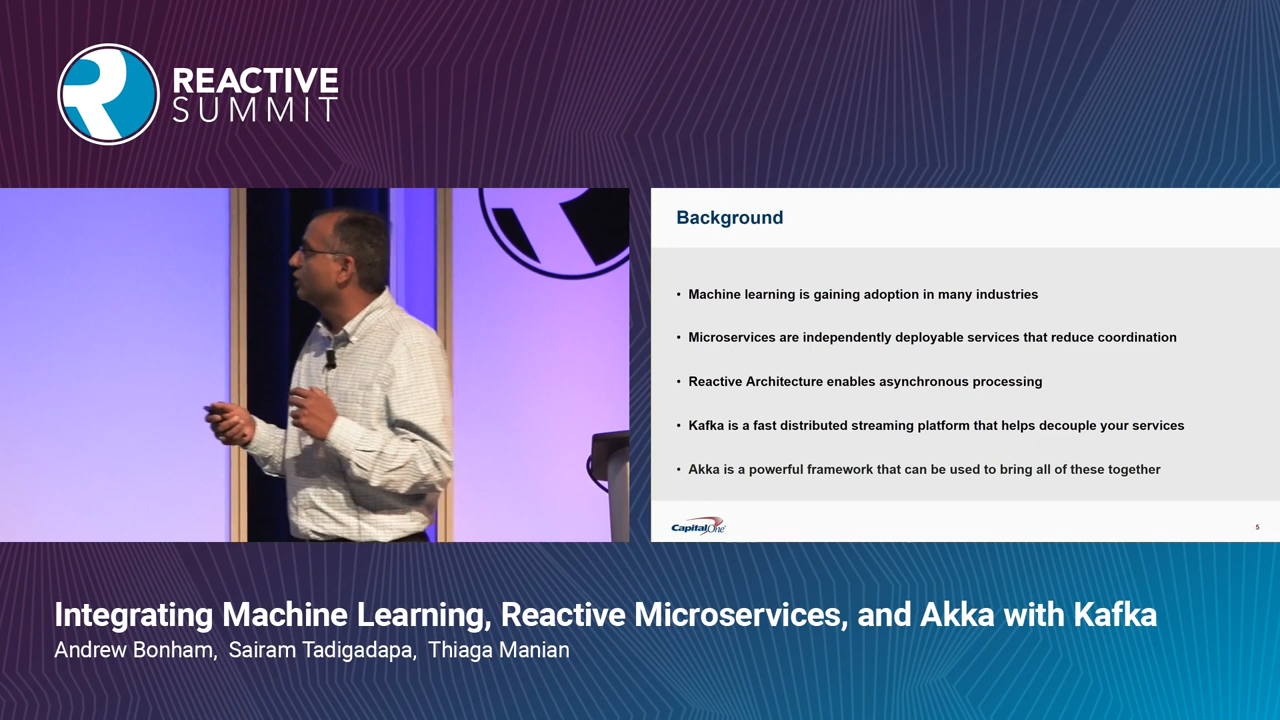 REACTIVE
SUMMIT
Background
• Machine learning is gaining adoption in many industries
• Microservices are independently deployable services that reduce coordination
• Reactive Architecture enables asynchronous processing
• Kafka is a fast distributed streaming platform that helps decouple your services
• Akka is a powerful framework that can be used to bring all of these together
CapitalOne
5
Integrating Machine Learning, Reactive Microservices, and Akka with Kafka
Andrew Bonham, Sairam Tadigadapa, Thiaga Manian